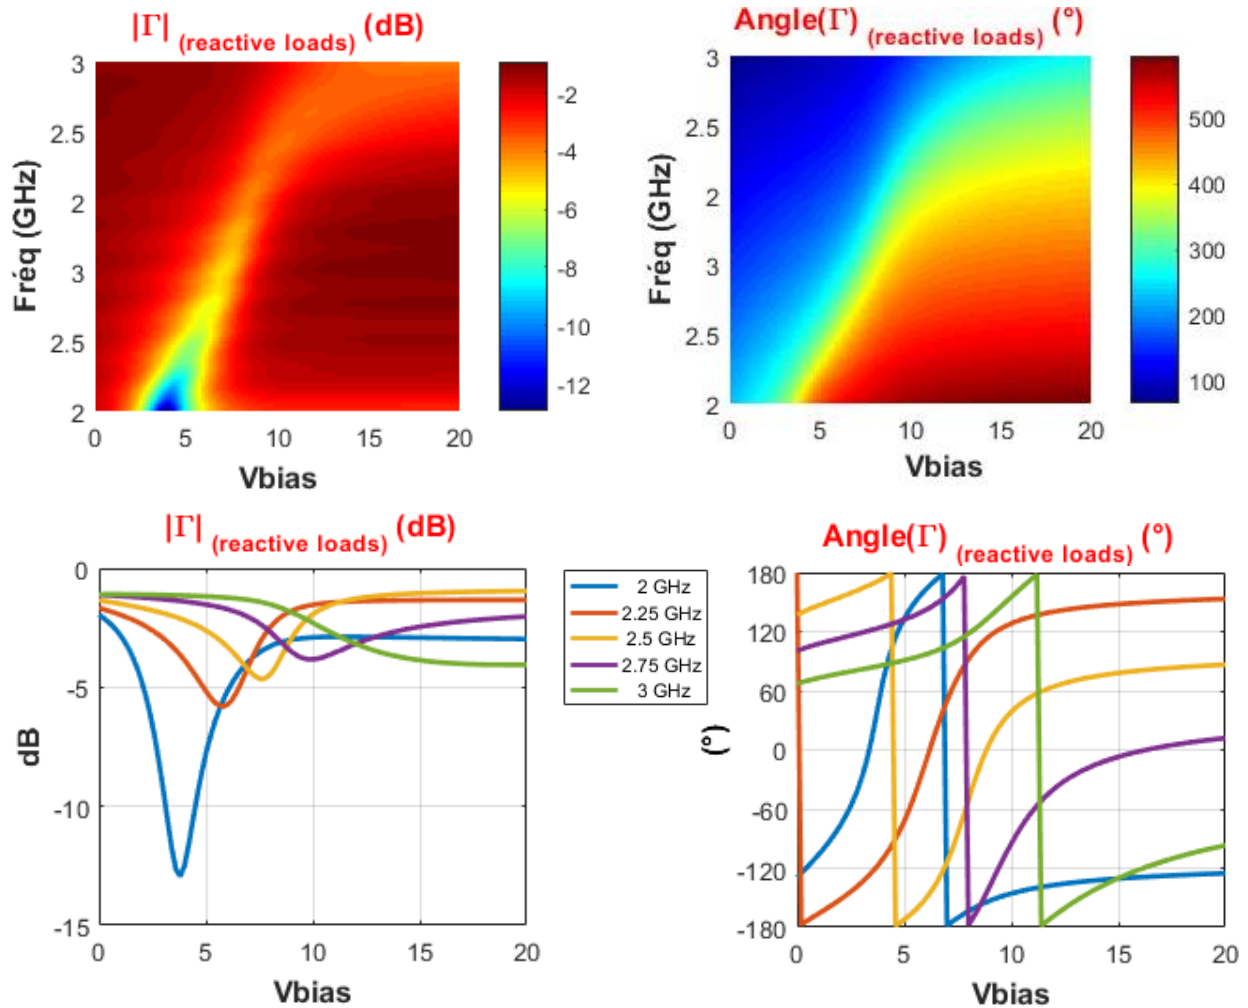 |Γ| (reactive loads) (dB)
3
2.5
2
3
2.5
2
Fréq (GHz)
0 5 10 15 20
Vbias
-2
-4
-6
-8
-10
-12
Angle(Γ) (reactive loads) (°)
3
2.5
2
3
2.5
2
Fréq (GHz)
0 5 10 15 20
Vbias
500
400
300
200
100
|Γ| (reactive loads) (dB)
0
-5
-10
-15
dB
0 5 10 15 20
Vbias
2 GHz
2.25 GHz
2.5 GHz
2.75 GHz
3 GHz
Angle(Γ) (reactive loads) (°)
180
120
60
0
-60
-120
-180
(°)
0 5 10 15 20
Vbias